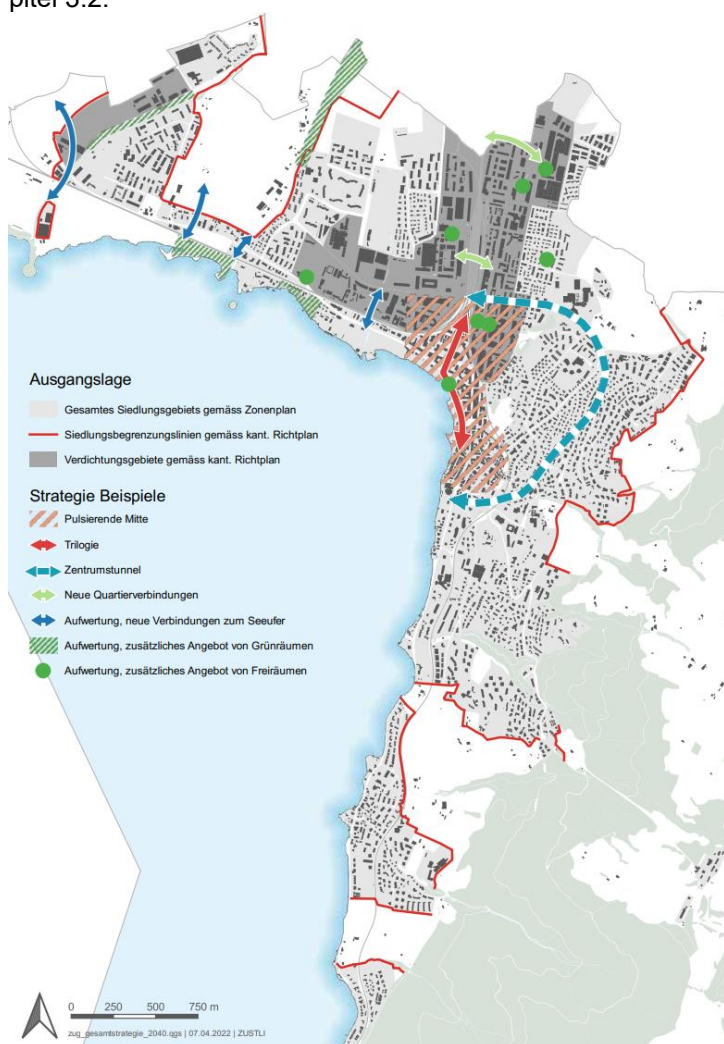 pitel 3.2.
Ausgangslage
Gesamtes Siedlungsgebiets gemäss Zonenplan
Siedlungsbegrenzungslinien gemäss kant. Richtplan
Verdichtungsgebiete gemäss kant. Richtplan
Strategie Beispiele
Pulsierende Mitte
Trilogie
Zentrumstunnel
Neue Quartierverbindungen
Aufwertung, neue Verbindungen zum Seeufer
Aufwertung, zusätzliches Angebot von Grünräumen
Aufwertung, zusätzliches Angebot von Freiräumen
0 250 500 750 m
zug_gesamtstrategie_2040.qgs | 07.04.2022 | ZUSTLI